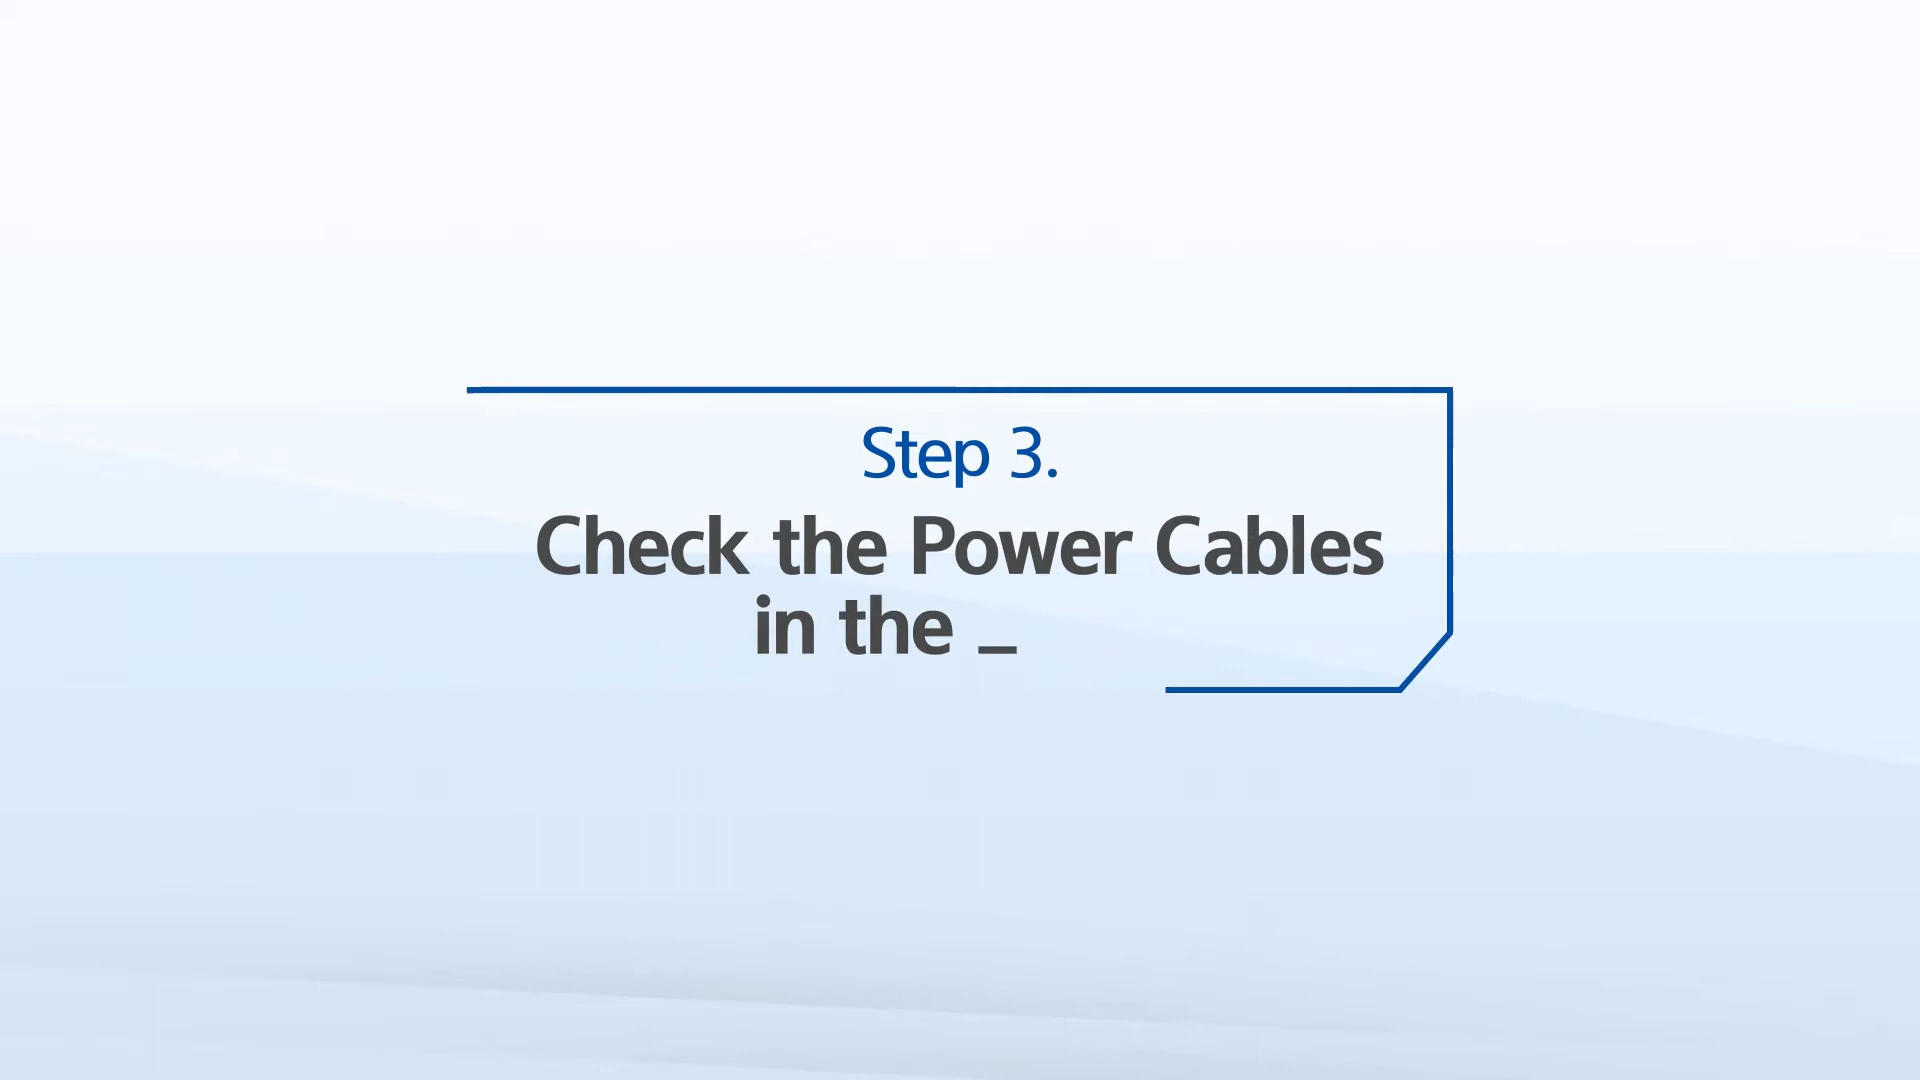 Step 3.
Check the Power Cables
in the _